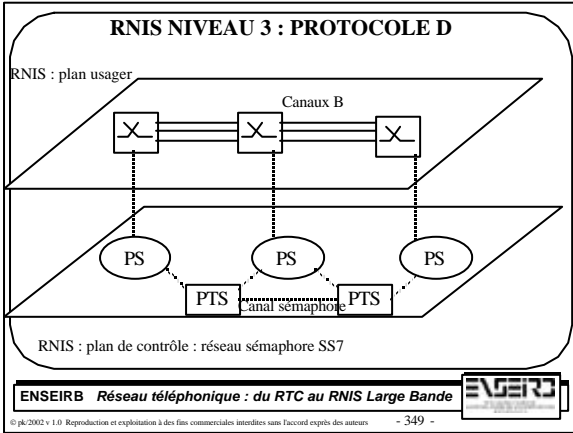 RNIS NIVEAU 3 : PROTOCOLE D
RNIS : plan usager
Canaux B
PS
PS
PS
PTS
Canal sémaphore
PTS
RNIS : plan de contrôle : réseau sémaphore SS7
ENSEIRB Réseau téléphonique : du RTC au RNIS Large Bande
ENSEIRB
© pk/2002 v 1.0 Reproduction et exploitation à des fins commerciales interdites sans l'accord exprès des auteurs
- 349 -